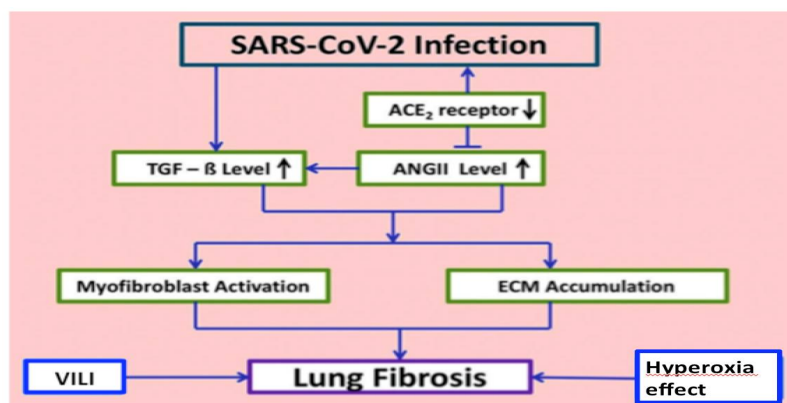 SARS-CoV-2 Infection
ACE₂ receptor ↓
TGF – ß Level ↑
ANGII Level ↑
Myofibroblast Activation
ECM Accumulation
VILI
Lung Fibrosis
Hyperoxia
effect